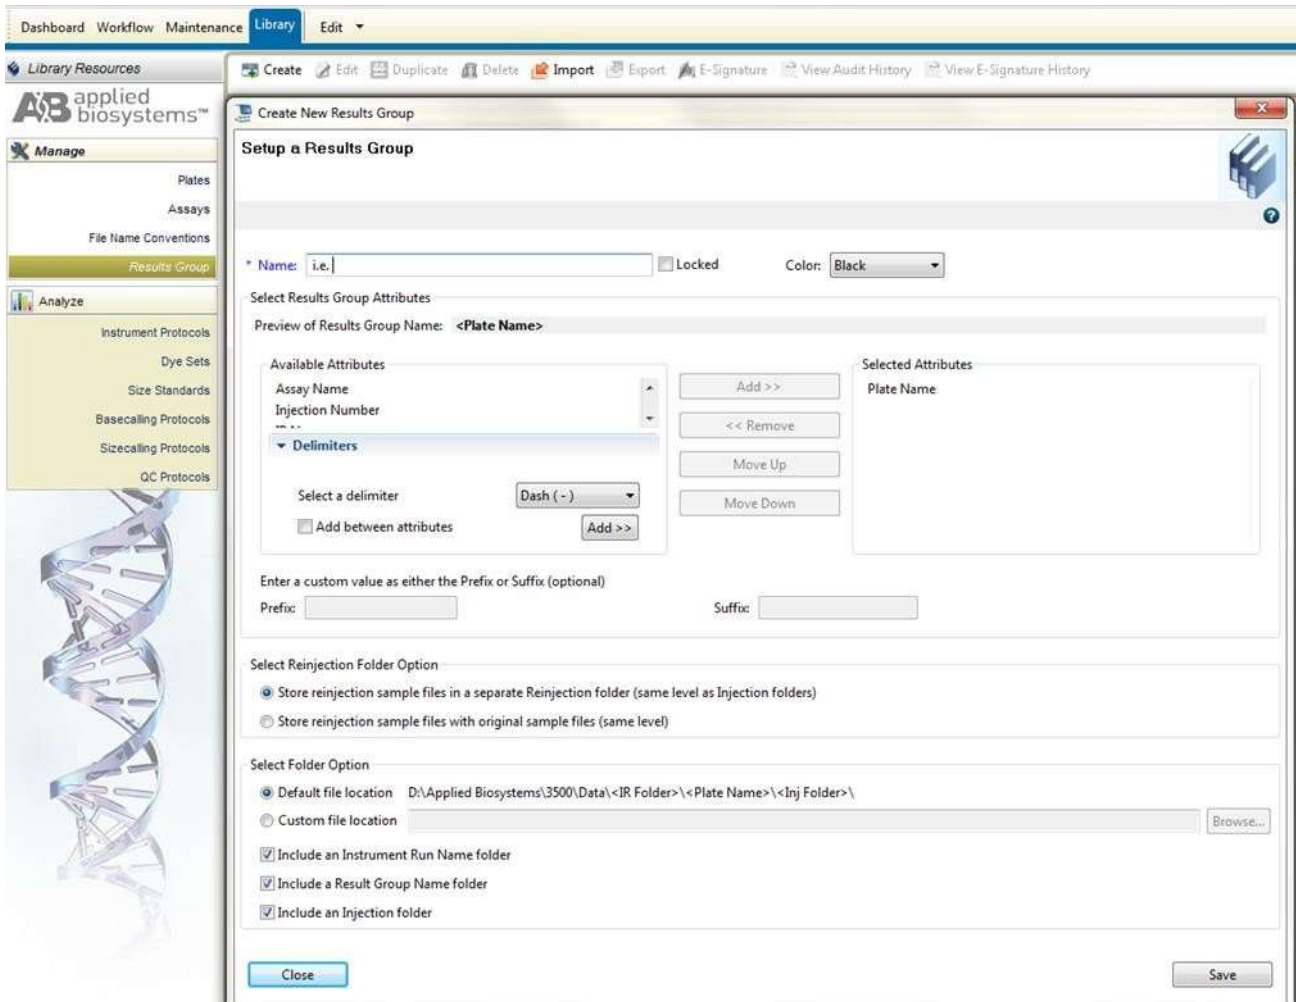 Dashboard Workflow Maintenance Library Edit
Library Resources
Create Edit Duplicate Delete Import Export E-Signature View Audit History View E-Signature History
AB applied
biosystems™
Create New Results Group
Manage
Setup a Results Group
Plates
Assays
File Name Conventions
Results Group
* Name: i.e. Locked Color: Black
Analyze
Select Results Group Attributes
Instrument Protocols
Preview of Results Group Name: <Plate Name>
Dye Sets
Available Attributes
Selected Attributes
Size Standards
Assay Name
Add >>
Plate Name
Injection Number
Basecalling Protocols
<< Remove
Delimiters
Sizecalling Protocols
Move Up
QC Protocols
Select a delimiter Dash ( - )
Move Down
Add between attributes Add >>
Enter a custom value as either the Prefix or Suffix (optional)
Prefix: Suffix:
Select Reinjection Folder Option
Store reinjection sample files in a separate Reinjection folder (same level as Injection folders)
Store reinjection sample files with original sample files (same level)
Select Folder Option
Default file location D:\Applied Biosystems\3500\Data\<IR Folder>\<Plate Name>\<Inj Folder>\
Custom file location Browse...
Include an Instrument Run Name folder
Include a Result Group Name folder
Include an Injection folder
Close Save